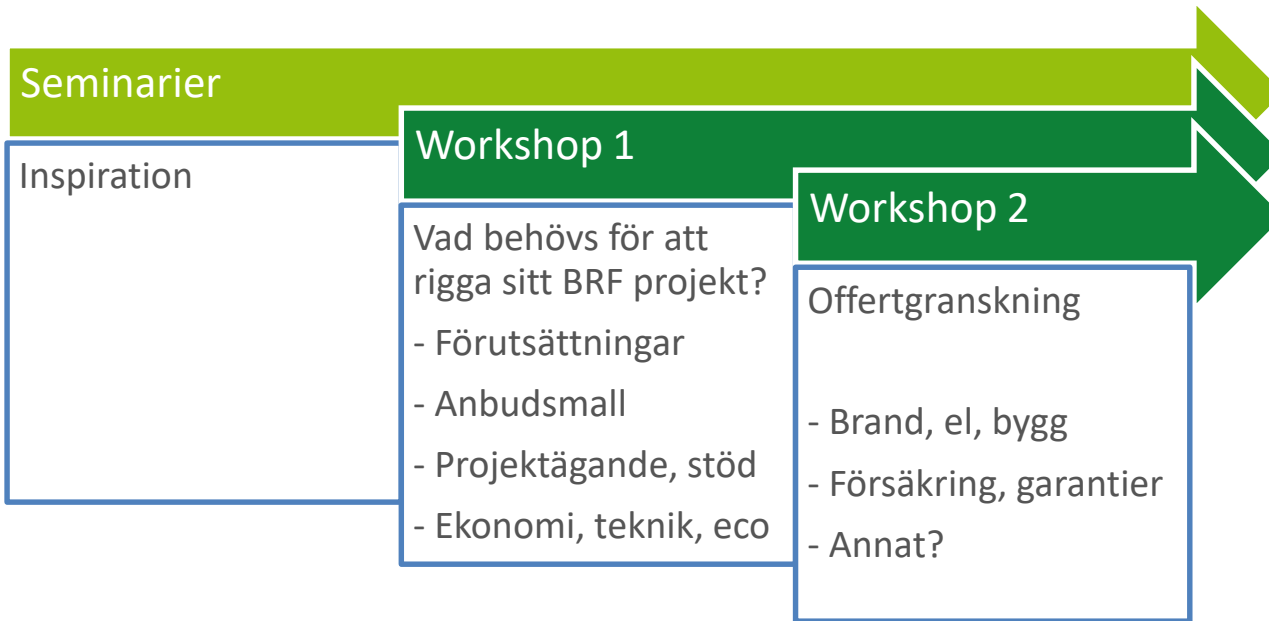 Seminarier
Inspiration
Workshop 1
Vad behövs för att
rigga sitt BRF projekt?
- Förutsättningar
- Anbudsmall
- Projektägande, stöd
- Ekonomi, teknik, eco
Workshop 2
Offertgranskning
- Brand, el, bygg
- Försäkring, garantier
- Annat?